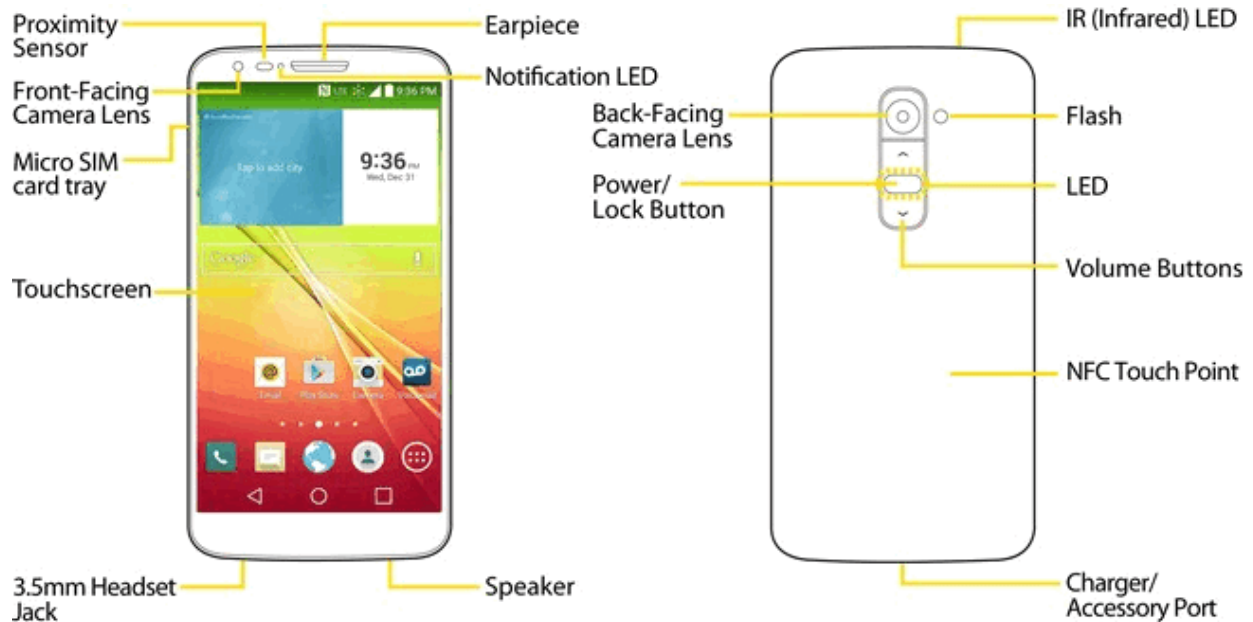 Proximity
Sensor
Earpiece
Notification LED
Front-Facing
Camera Lens
Micro SIM
card tray
Touchscreen
3.5mm Headset
Jack
Speaker
LTE 9:36 PM
Tap to add city
9:36 PM
Wed, Dec 31
Google
Email Play Store Camera Voicemail
IR (Infrared) LED
Back-Facing
Camera Lens
Flash
Power/
Lock Button
LED
Volume Buttons
NFC Touch Point
Charger/
Accessory Port